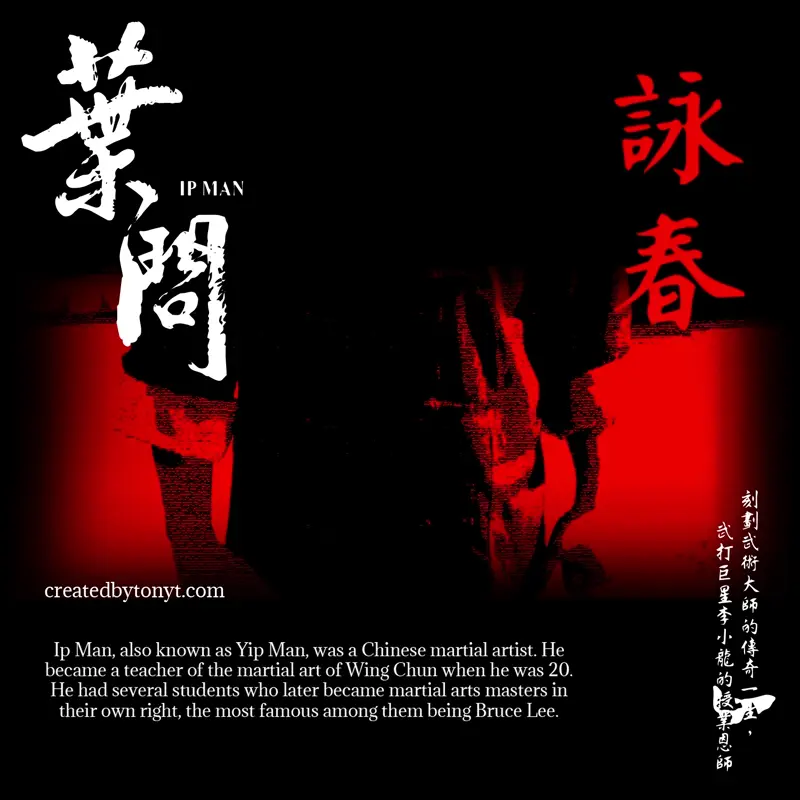 葉問
IP MAN
詠春
刻劃武術大師的傳奇一生，
武打巨星李小龍的授業恩師
createdbytonyt.com
Ip Man, also known as Yip Man, was a Chinese martial artist. He
became a teacher of the martial art of Wing Chun when he was 20.
He had several students who later became martial arts masters in
their own right, the most famous among them being Bruce Lee.